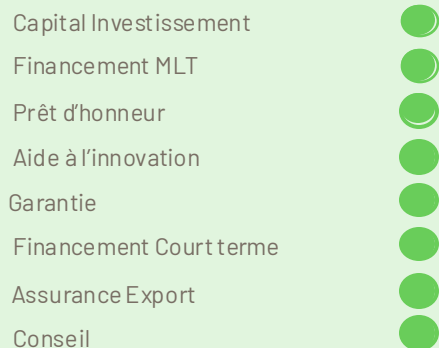 Capital Investissement
Financement MLT
Prêt d'honneur
Aide à l'innovation
Garantie
Financement Court terme
Assurance Export
Conseil